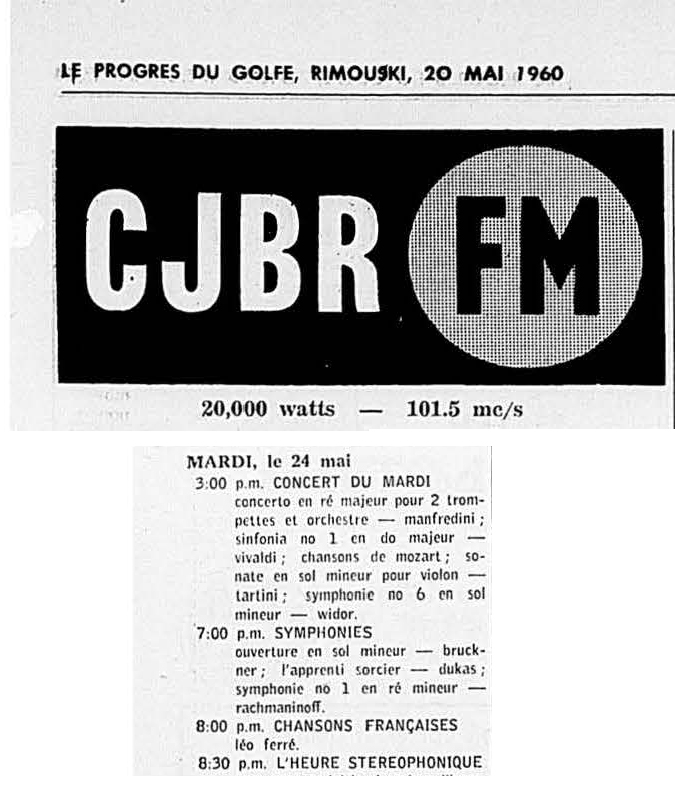 LE PROGRES DU GOLFE, RIMOUSKI, 20 MAI 1960
CJBR FM
20,000 watts — 101.5 mc/s
MARDI, le 24 mai
3:00 p.m. CONCERT DU MARDI
concerto en ré majeur pour 2 trom-
pettes et orchestre — manfredini ;
sinfonia no 1 en do majeur —
vivaldi ; chansons de mozart ; so-
nate en sol mineur pour violon —
tartini ; symphonie no 6 en sol
mineur — widor.
7:00 p.m. SYMPHONIES
ouverture en sol mineur — bruck-
ner ; l'apprenti sorcier — dukas ;
symphonie no 1 en ré mineur —
rachmaninoff.
8:00 p.m. CHANSONS FRANÇAISES
léo ferré.
8:30 p.m. L'HEURE STEREOPHONIQUE